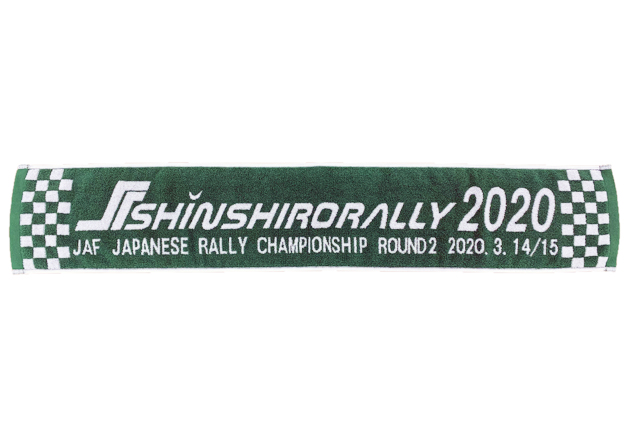 SHINSHIRORALLY 2020
JAF JAPANESE RALLY CHAMPIONSHIP ROUND2 2020.3.14/15